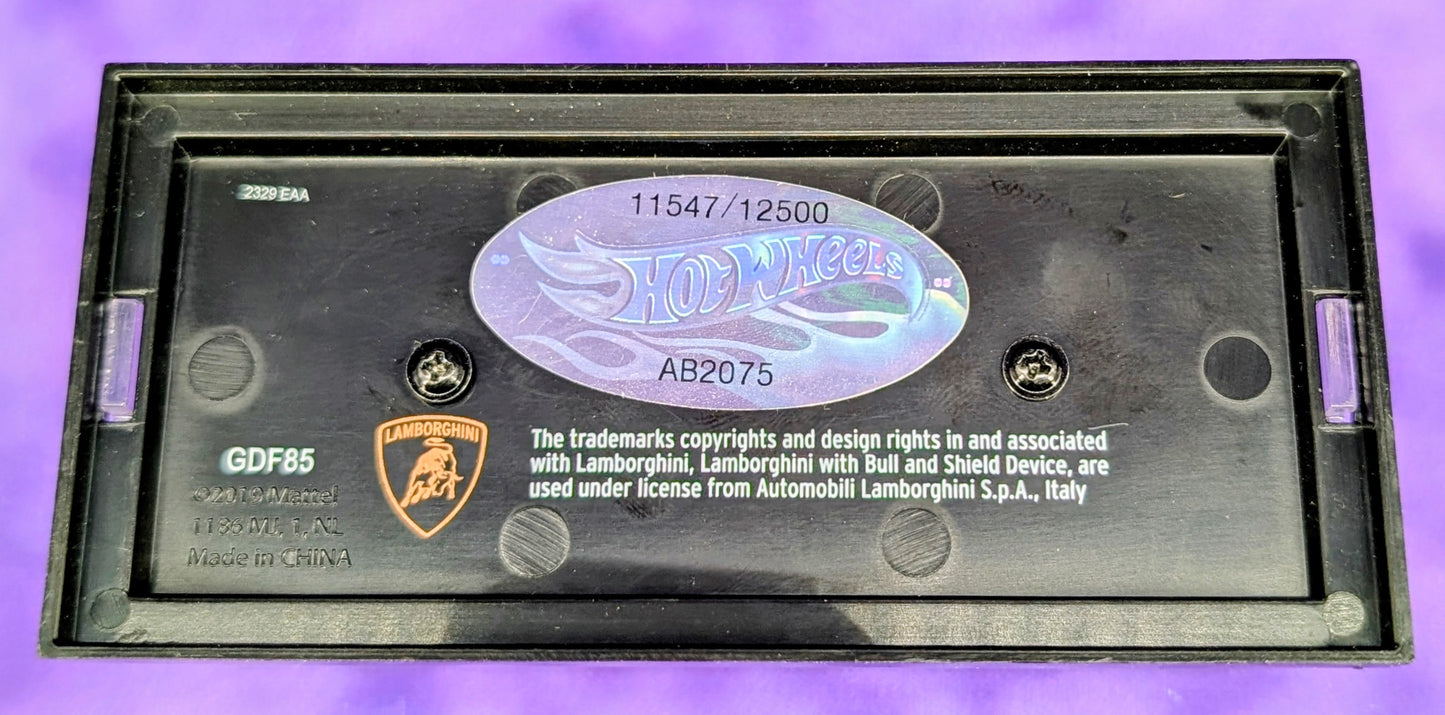 2329 EAA
11547/12500
HOT WHEELS
AB2075
LAMBORGHINI
The trademarks copyrights and design rights in and associated
with Lamborghini, Lamborghini with Bull and Shield Device, are
used under license from Automobili Lamborghini S.p.A., Italy
GDF85
©2019 Mattel
1186 MJ, 1, NL
Made in CHINA